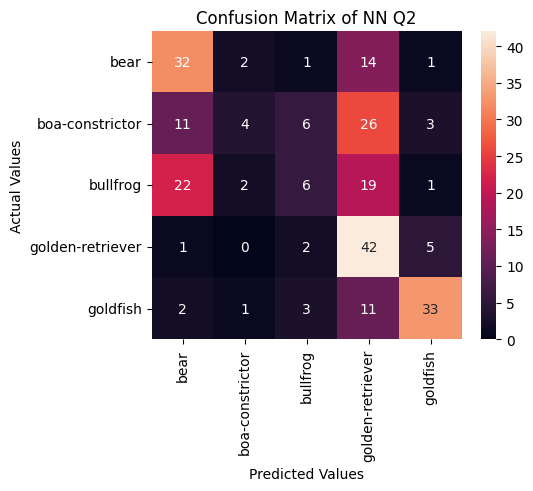 Confusion Matrix of NN Q2
Actual Values
bear 32 2 1 14 1
boa-constrictor 11 4 6 26 3
bullfrog 22 2 6 19 1
golden-retriever 1 0 2 42 5
goldfish 2 1 3 11 33
bear boa-constrictor bullfrog golden-retriever goldfish
Predicted Values
40
35
30
25
20
15
10
5
0